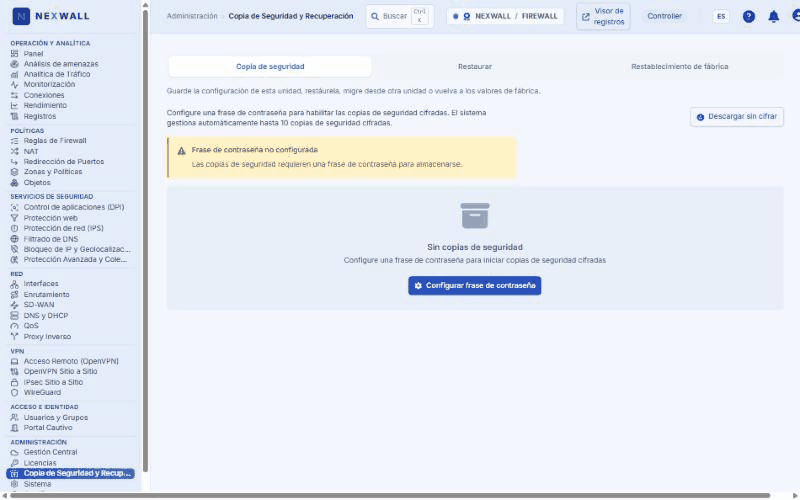 NEXWALL
Administración > Copia de Seguridad y Recuperación
Buscar
Ctrl
K
NEXWALL / FIREWALL
Visor de
registros
Controller
ES
OPERACIÓN Y ANALÍTICA
Panel
Análisis de amenazas
Analítica de Tráfico
Monitorización
Conexiones
Rendimiento
Registros
POLÍTICAS
Reglas de Firewall
NAT
Redirección de Puertos
Zonas y Políticas
Objetos
SERVICIOS DE SEGURIDAD
Control de aplicaciones (DPI)
Protección web
Protección de red (IPS)
Filtrado de DNS
Bloqueo de IP y Geolocalizac...
Protección Avanzada y Cole...
RED
Interfaces
Enrutamiento
SD-WAN
DNS y DHCP
QoS
Proxy Inverso
VPN
Acceso Remoto (OpenVPN)
OpenVPN Sitio a Sitio
IPsec Sitio a Sitio
WireGuard
ACCESO E IDENTIDAD
Usuarios y Grupos
Portal Cautivo
ADMINISTRACIÓN
Gestión Central
Licencias
Copia de Seguridad y Recup...
Sistema
Copia de seguridad
Restaurar
Restablecimiento de fábrica
Guarde la configuración de esta unidad, restáurela, migre desde otra unidad o vuelva a los valores de fábrica.
Configure una frase de contraseña para habilitar las copias de seguridad cifradas. El sistema
gestiona automáticamente hasta 10 copias de seguridad cifradas.
Descargar sin cifrar
Frase de contraseña no configurada
Las copias de seguridad requieren una frase de contraseña para almacenarse.
Sin copias de seguridad
Configure una frase de contraseña para iniciar copias de seguridad cifradas
Configurar frase de contraseña